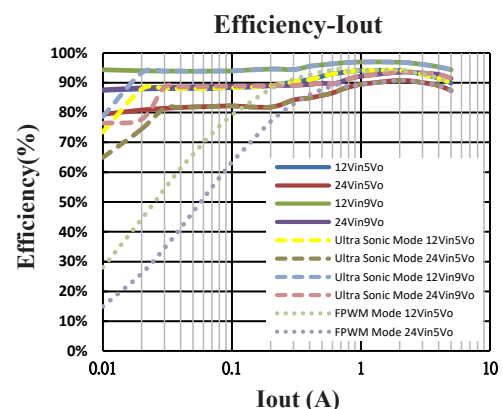 Efficiency-Iout
100%
90%
80%
70%
60%
50%
40%
30%
20%
10%
0%
Efficiency(%)
12Vin5Vo
24Vin5Vo
12Vin9Vo
24Vin9Vo
Ultra Sonic Mode 12Vin5Vo
Ultra Sonic Mode 24Vin5Vo
Ultra Sonic Mode 12Vin9Vo
Ultra Sonic Mode 24Vin9Vo
FPWM Mode 12Vin5Vo
FPWM Mode 24Vin5Vo
0.01 0.1 1 10
Iout (A)